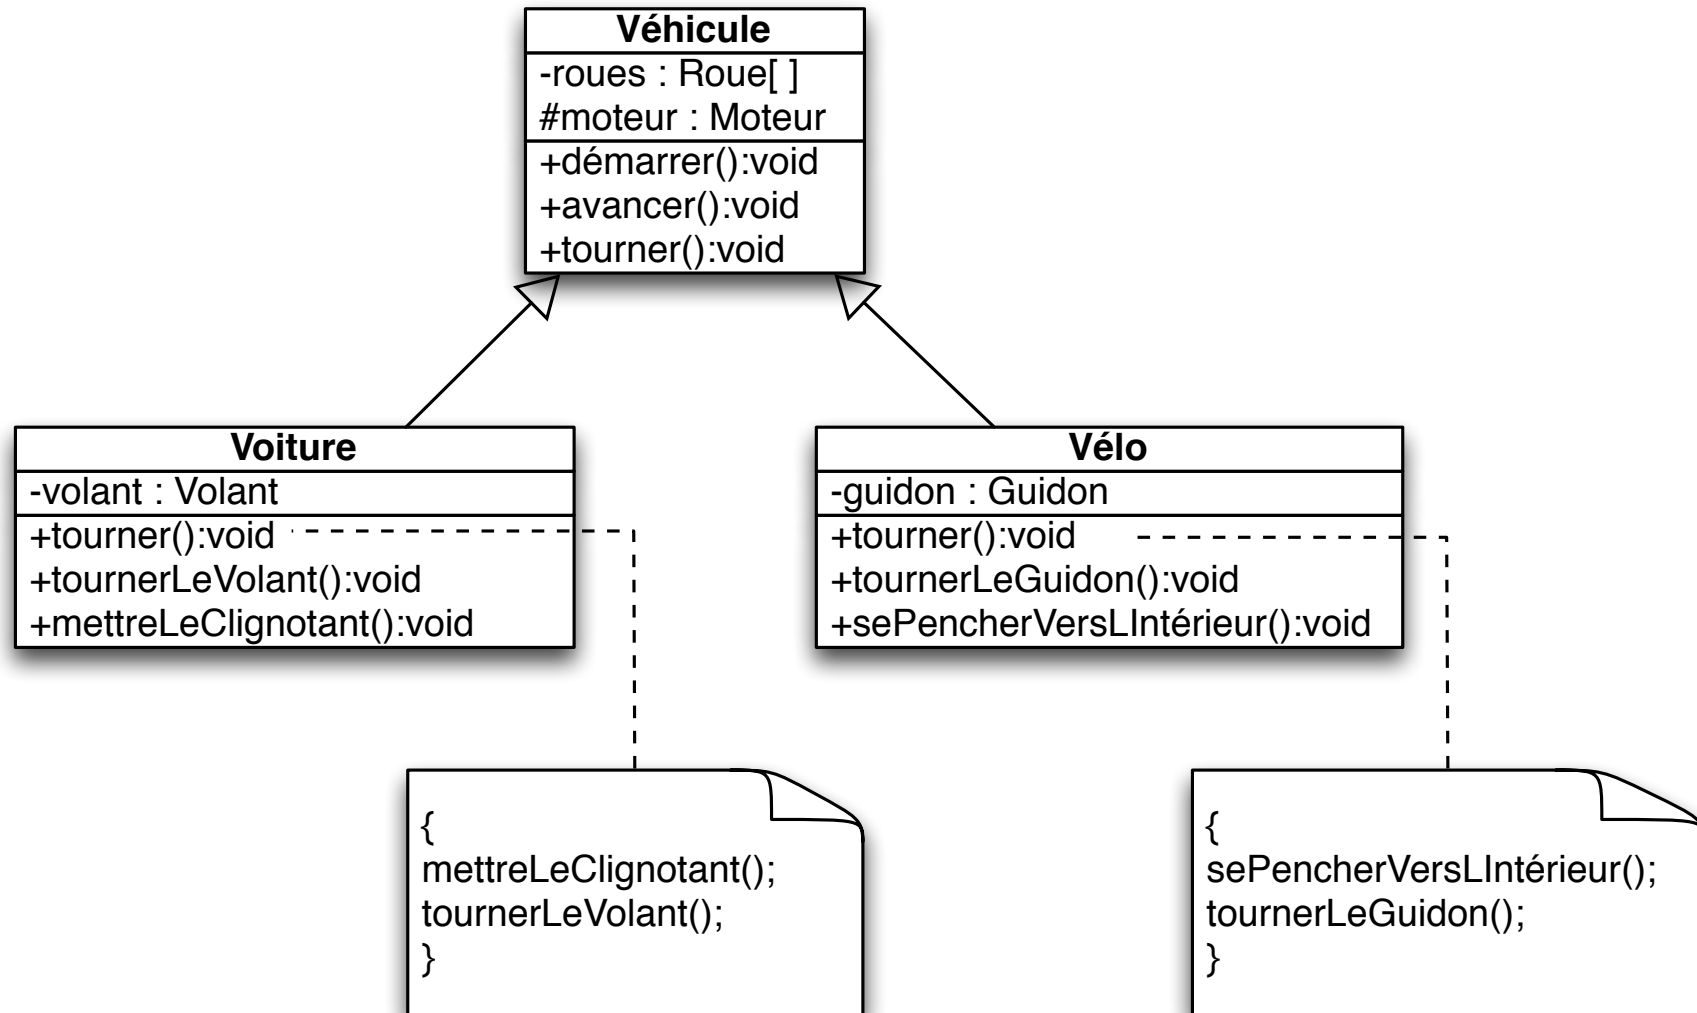 Véhicule
-roues : Roue[ ]
#moteur : Moteur
+démarrer():void
+avancer():void
+tourner():void
Voiture
-volant : Volant
+tourner():void
+tournerLeVolant():void
+mettreLeClignotant():void
Vélo
-guidon : Guidon
+tourner():void
+tournerLeGuidon():void
+sePencherVersLIntérieur():void
{
mettreLeClignotant();
tournerLeVolant();
}
{
sePencherVersLIntérieur();
tournerLeGuidon();
}